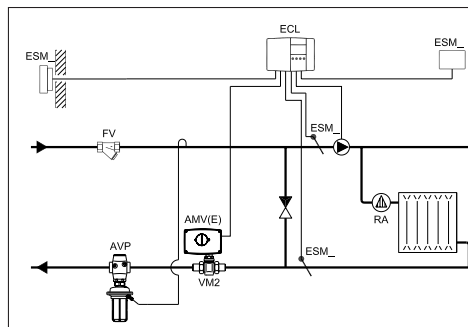 ECL
ESM_
ESM_
FV
ESM_
AMV(E)
RA
AVP
ESM_
VM2